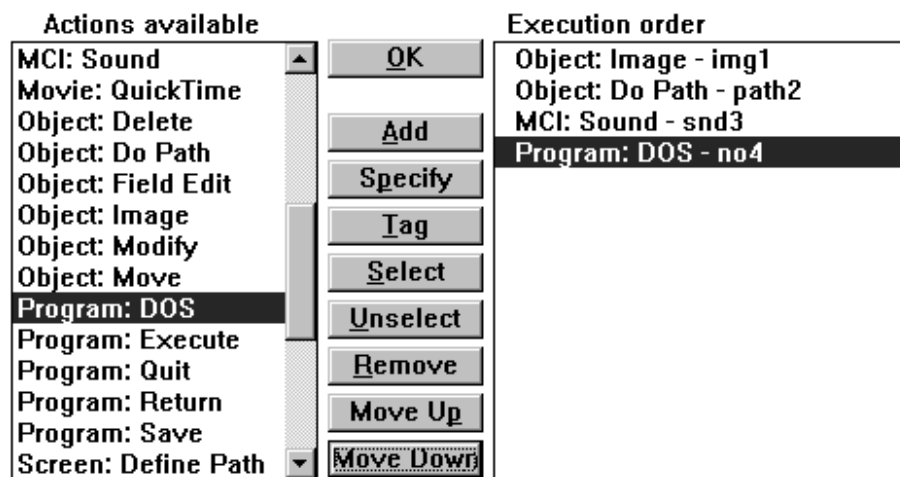 Actions available
MCI: Sound
Movie: QuickTime
Object: Delete
Object: Do Path
Object: Field Edit
Object: Image
Object: Modify
Object: Move
Program: DOS
Program: Execute
Program: Quit
Program: Return
Program: Save
Screen: Define Path
OK
Add
Specify
Tag
Select
Unselect
Remove
Move Up
Move Down
Execution order
Object: Image - img1
Object: Do Path - path2
MCI: Sound - snd3
Program: DOS - no4